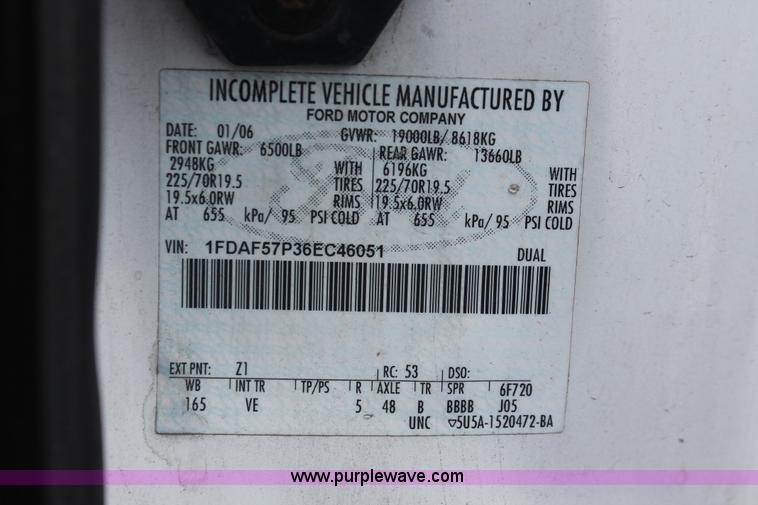 INCOMPLETE VEHICLE MANUFACTURED BY
FORD MOTOR COMPANY
DATE: 01/06 GVWR: 19000LB/ 8618KG
FRONT GAWR: 6500LB REAR GAWR: 13660LB
2948KG WITH 6196KG WITH
225/70R19.5 TIRES 225/70R19.5 TIRES
19.5x6.0RW RIMS 19.5x6.0RW RIMS
AT 655 kPa/ 95 PSI COLD AT 655 kPa/ 95 PSI COLD
VIN: 1FDAF57P36EC46051 DUAL
EXT PNT: Z1 RC: 53 DSO:
WB INT TR TP/PS R AXLE TR SPR 6F720
165 VE 5 48 B BBBB J05
UNC ▽5U5A-1520472-BA
www.purplewave.com